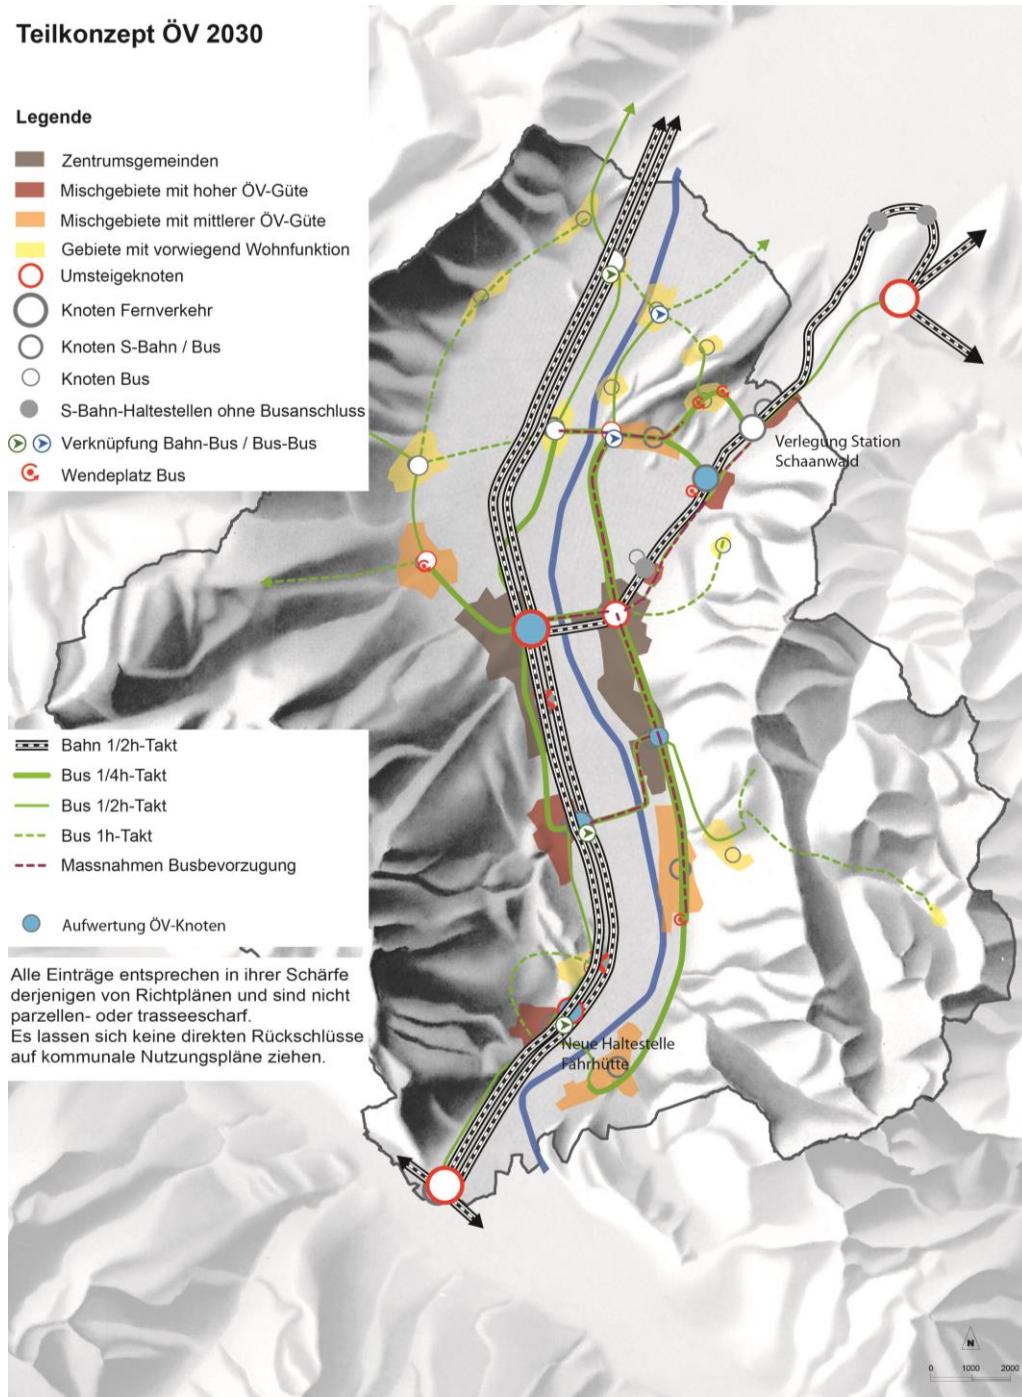 Teilkonzept ÖV 2030
Legende
Zentrumsgemeinden
Mischgebiete mit hoher ÖV-Güte
Mischgebiete mit mittlerer ÖV-Güte
Gebiete mit vorwiegend Wohnfunktion
Umsteigeknoten
Knoten Fernverkehr
Knoten S-Bahn / Bus
Knoten Bus
S-Bahn-Haltestellen ohne Busanschluss
Verknüpfung Bahn-Bus / Bus-Bus
Wendeplatz Bus
Verlegung Station
Schaanwald
Bahn 1/2h-Takt
Bus 1/4h-Takt
Bus 1/2h-Takt
Bus 1h-Takt
Massnahmen Busbevorzugung
Aufwertung ÖV-Knoten
Alle Einträge entsprechen in ihrer Schärfe
derjenigen von Richtplänen und sind nicht
parzellen- oder trasseescharf.
Es lassen sich keine direkten Rückschlüsse
auf kommunale Nutzungspläne ziehen.
Neue Haltestelle
Fährhütte
N
0 1000 2000